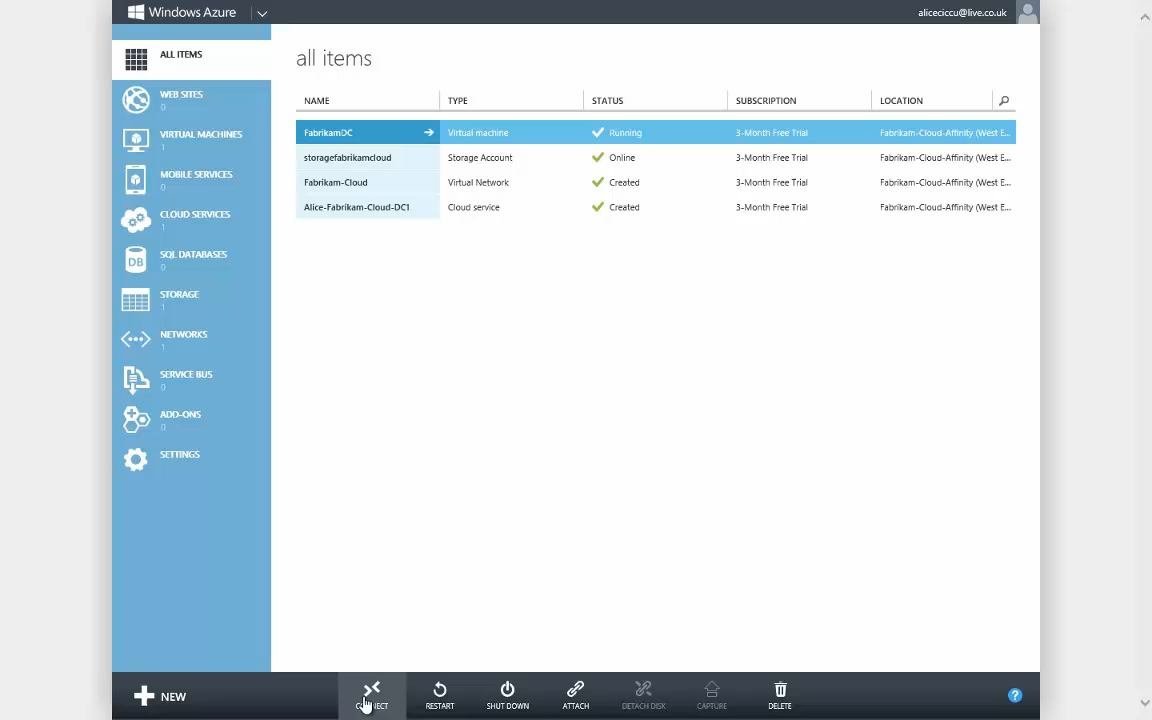 Windows Azure
aliceciccu@live.co.uk
ALL ITEMS
WEB SITES
0
VIRTUAL MACHINES
1
MOBILE SERVICES
0
CLOUD SERVICES
1
SQL DATABASES
0
DB
STORAGE
1
NETWORKS
1
SERVICE BUS
0
ADD-ONS
0
SETTINGS
all items
NAME TYPE STATUS SUBSCRIPTION LOCATION
FabrikamDC Virtual machine Running 3-Month Free Trial Fabrikam-Cloud-Affinity (West E...
storagefabrikamcloud Storage Account Online 3-Month Free Trial Fabrikam-Cloud-Affinity (West E...
Fabrikam-Cloud Virtual Network Created 3-Month Free Trial Fabrikam-Cloud-Affinity (West E...
Alice-Fabrikam-Cloud-DC1 Cloud service Created 3-Month Free Trial Fabrikam-Cloud-Affinity (West E...
NEW CONNECT RESTART SHUT DOWN ATTACH DETACH DISK CAPTURE DELETE ?